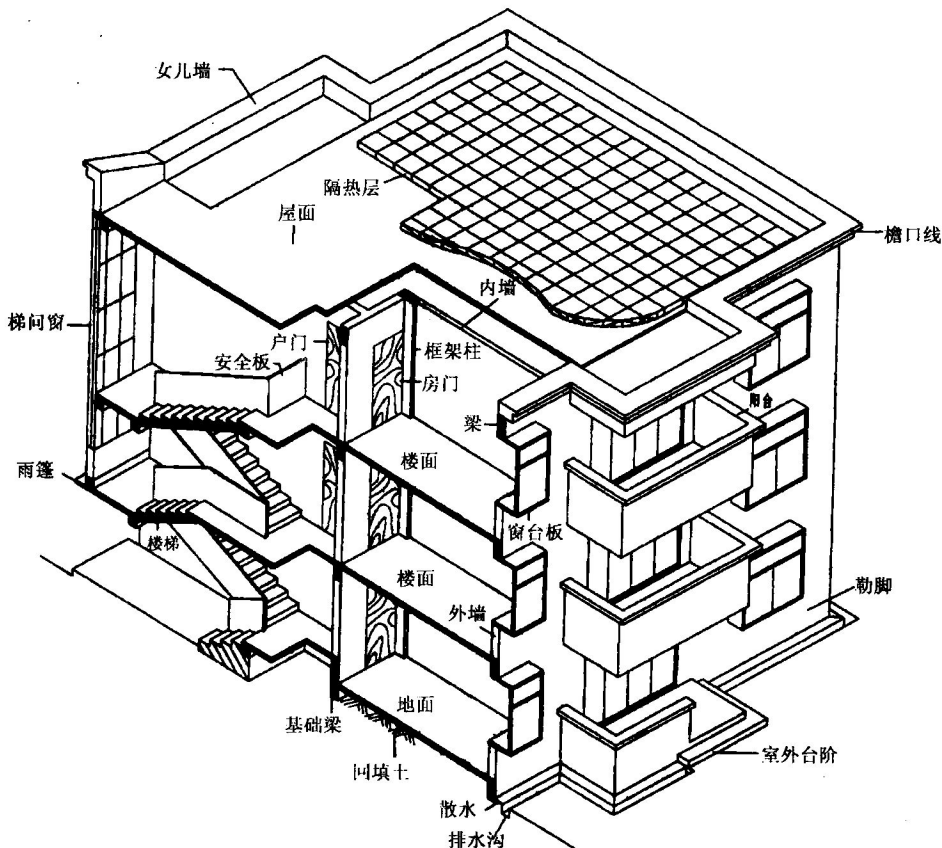 女儿墙
隔热层
屋面
檐口线
内墙
梯间窗
户门
框架柱
安全板
房门
阳台
梁
楼面
雨篷
窗台板
楼梯
楼面
外墙
勒脚
地面
基础梁
回填土
室外台阶
散水
排水沟